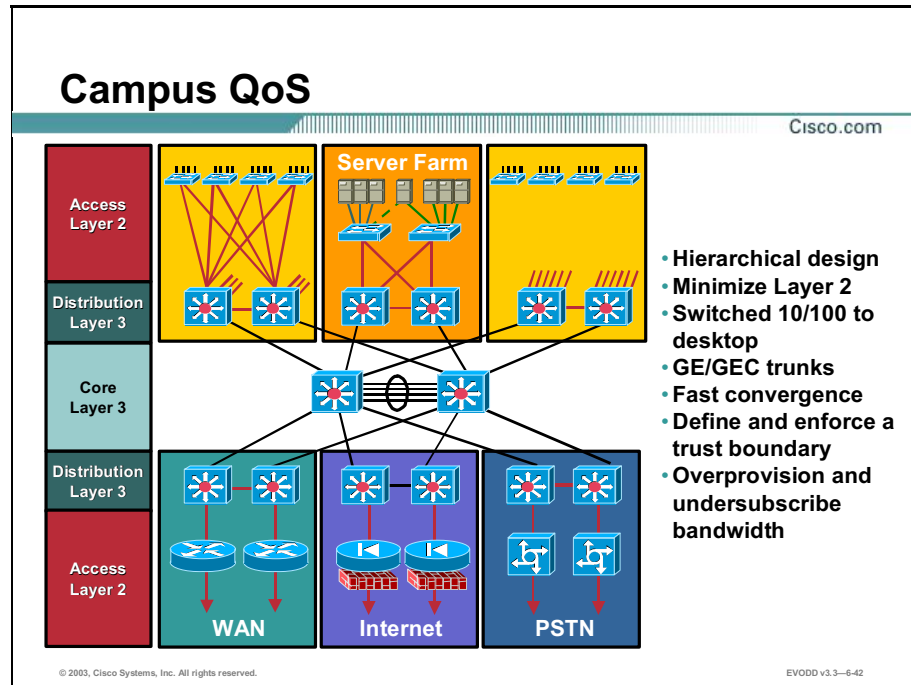 Campus QoS
Cisco.com
Access
Layer 2
Distribution
Layer 3
Core
Layer 3
Distribution
Layer 3
Access
Layer 2
Server Farm
WAN
Internet
PSTN
• Hierarchical design
• Minimize Layer 2
• Switched 10/100 to
desktop
• GE/GEC trunks
• Fast convergence
• Define and enforce a
trust boundary
• Overprovision and
undersubscribe
bandwidth
© 2003, Cisco Systems, Inc. All rights reserved.
EVODD v3.3—6-42